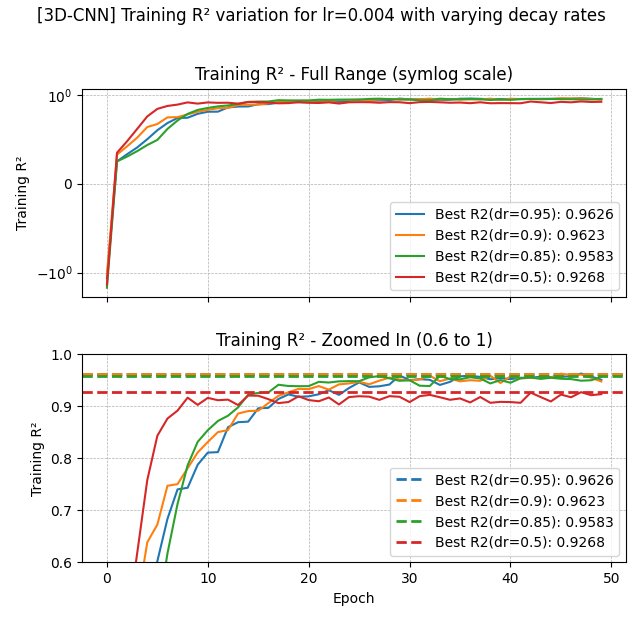 [3D-CNN] Training R² variation for lr=0.004 with varying decay rates
Training R² - Full Range (symlog scale)
Training R²
10⁰
0
−10⁰
Best R2(dr=0.95): 0.9626
Best R2(dr=0.9): 0.9623
Best R2(dr=0.85): 0.9583
Best R2(dr=0.5): 0.9268
Training R² - Zoomed In (0.6 to 1)
Training R²
1.0
0.9
0.8
0.7
0.6
Best R2(dr=0.95): 0.9626
Best R2(dr=0.9): 0.9623
Best R2(dr=0.85): 0.9583
Best R2(dr=0.5): 0.9268
0 10 20 30 40 50
Epoch